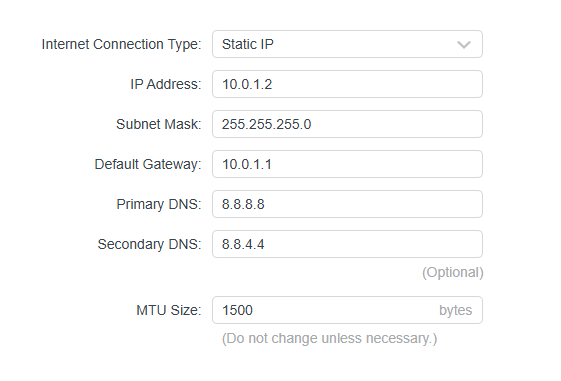 Internet Connection Type: Static IP
IP Address: 10.0.1.2
Subnet Mask: 255.255.255.0
Default Gateway: 10.0.1.1
Primary DNS: 8.8.8.8
Secondary DNS: 8.8.4.4
(Optional)
MTU Size: 1500 bytes
(Do not change unless necessary.)